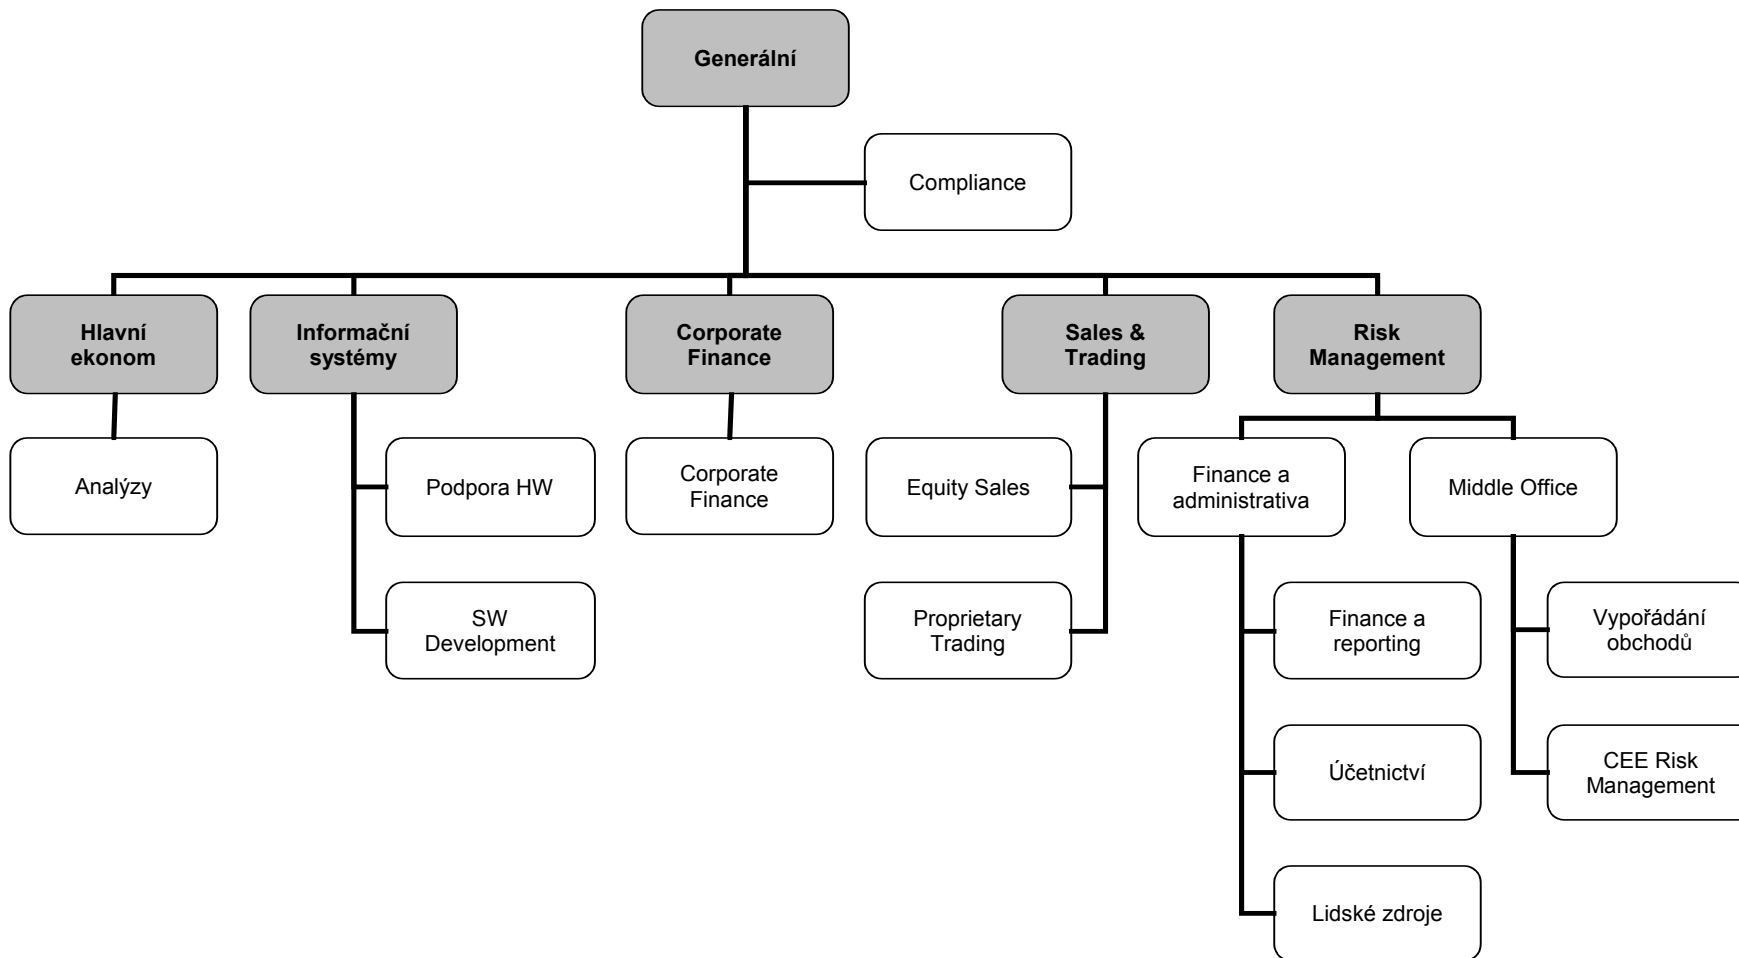 Generální
Compliance
Hlavní
ekonom
Informační
systémy
Corporate
Finance
Sales &
Trading
Risk
Management
Analýzy
Podpora HW
Corporate
Finance
Equity Sales
Finance a
administrativa
Middle Office
SW
Development
Proprietary
Trading
Finance a
reporting
Vypořádání
obchodů
Účetnictví
CEE Risk
Management
Lidské zdroje